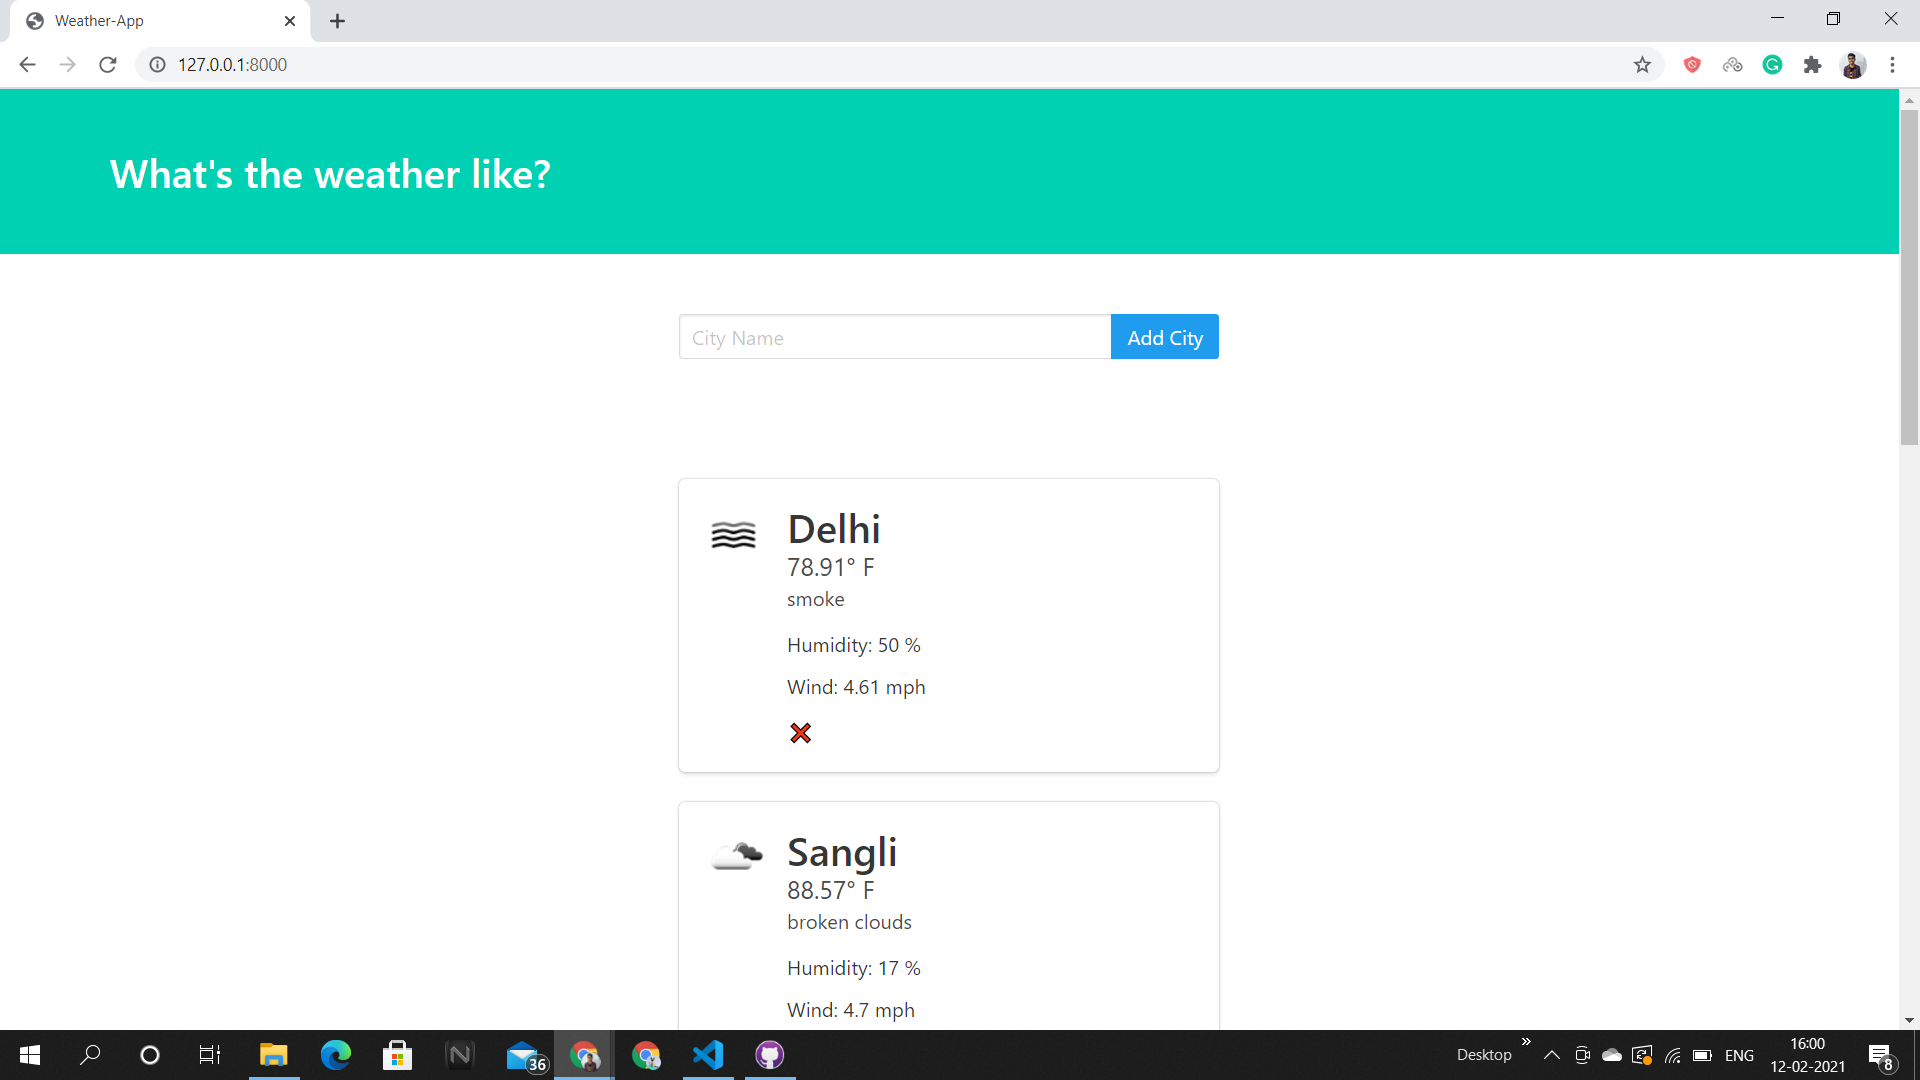 Weather-App
127.0.0.1:8000
What's the weather like?
City Name
Add City
Delhi
78.91° F
smoke
Humidity: 50 %
Wind: 4.61 mph
Sangli
88.57° F
broken clouds
Humidity: 17 %
Wind: 4.7 mph
36
Desktop
ENG
16:00
12-02-2021
8